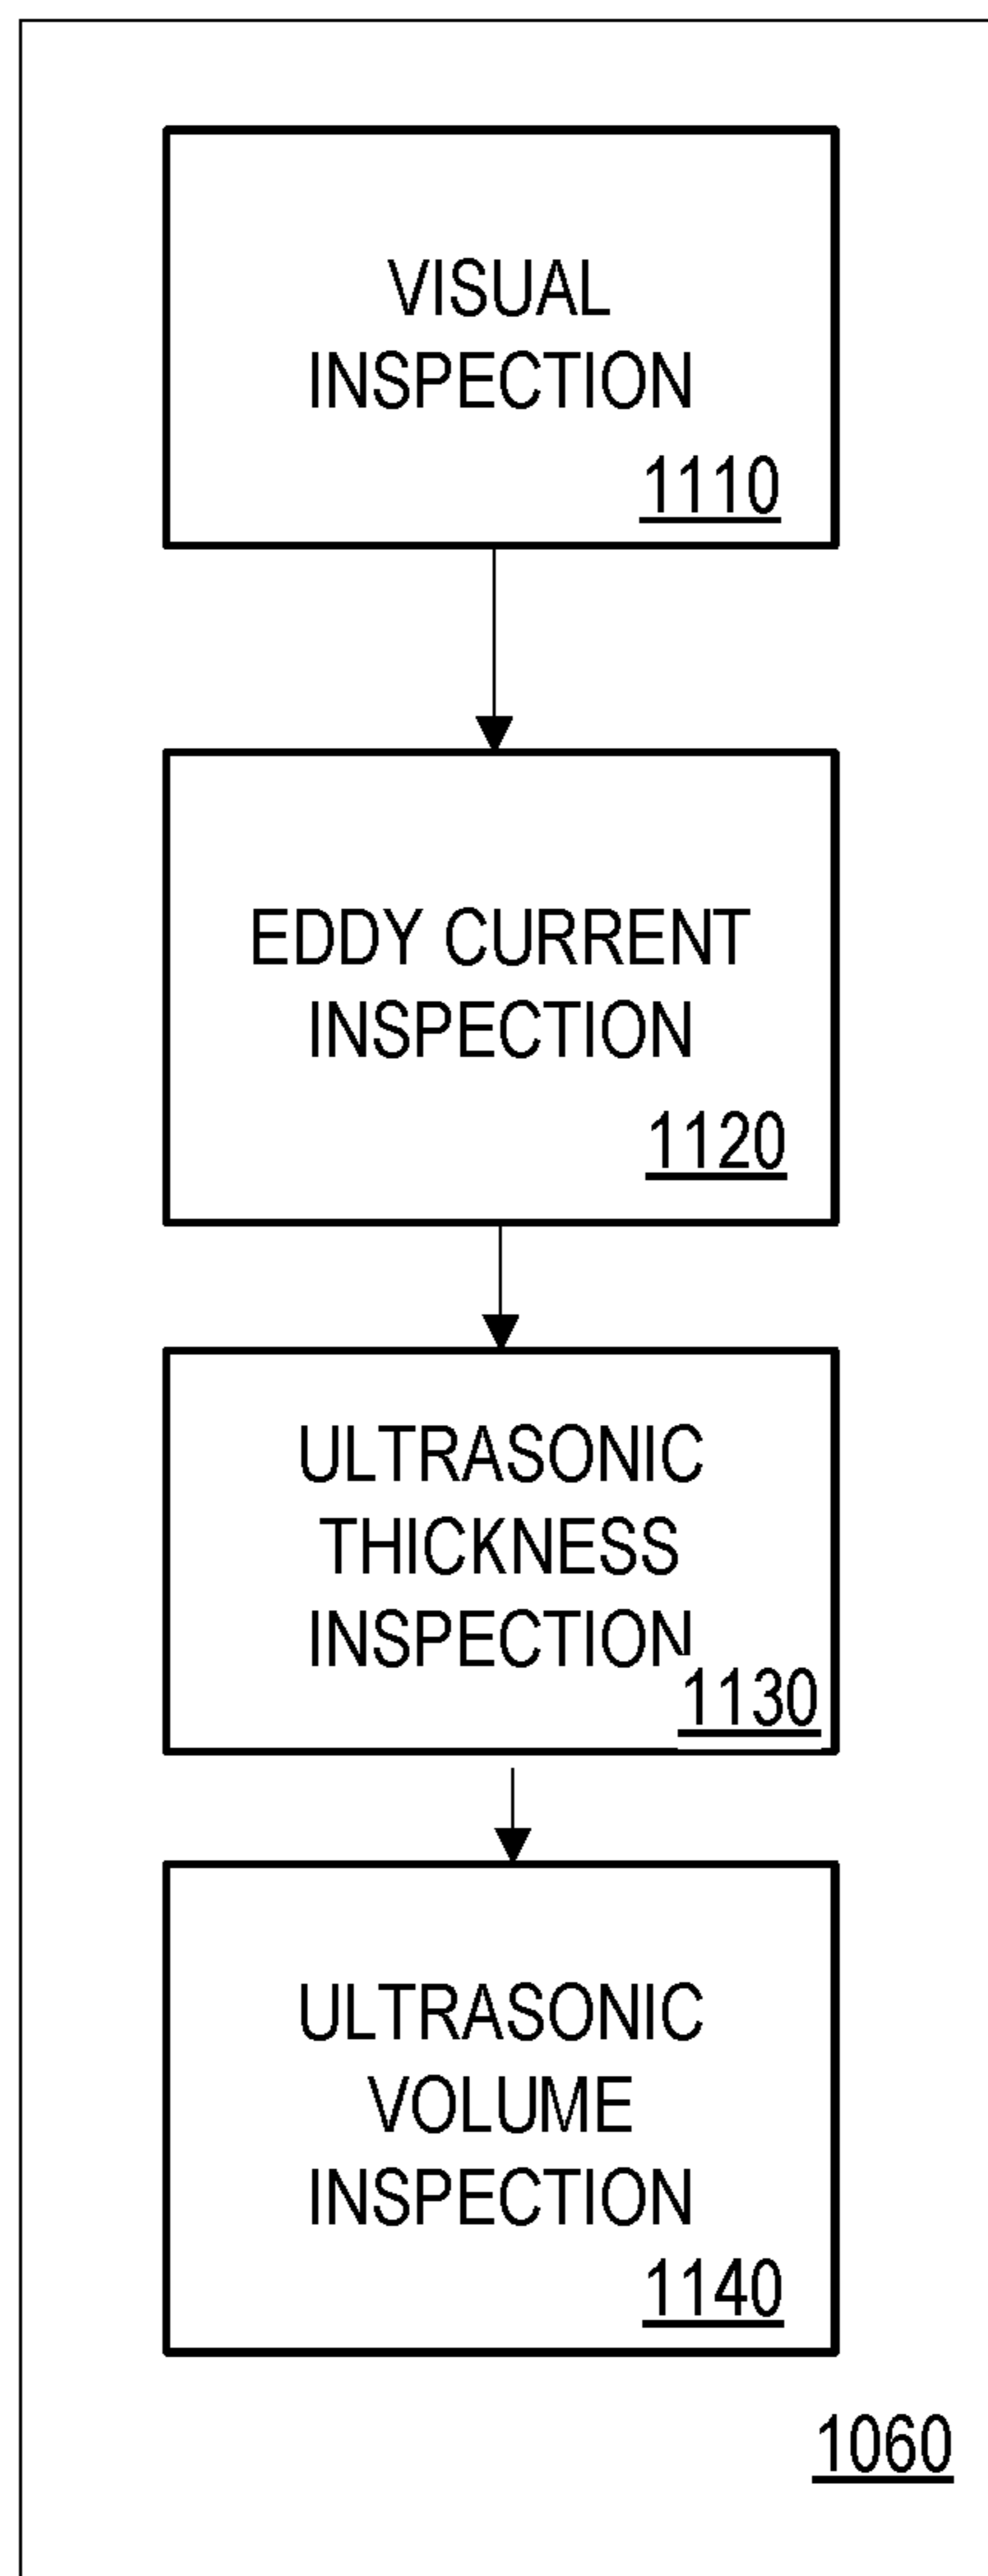 VISUAL
INSPECTION
1110
EDDY CURRENT
INSPECTION
1120
ULTRASONIC
THICKNESS
INSPECTION
1130
ULTRASONIC
VOLUME
INSPECTION
1140
1060